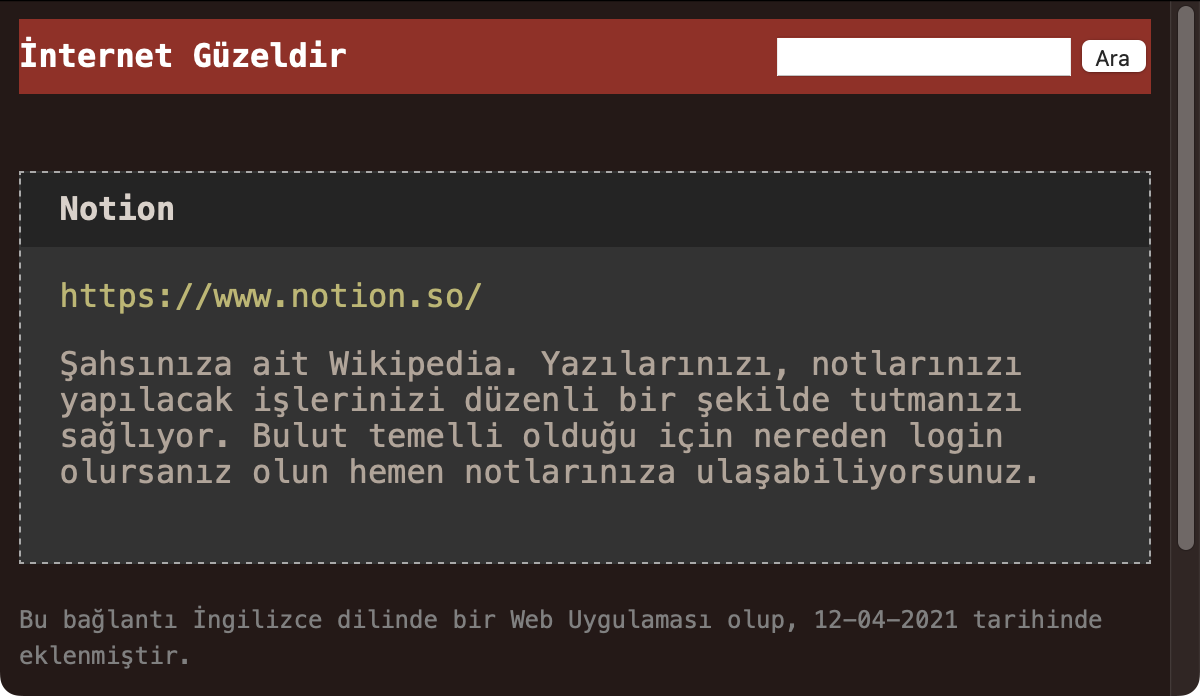 İnternet Güzeldir
Ara
Notion
https://www.notion.so/
Şahsınıza ait Wikipedia. Yazılarınızı, notlarınızı
yapılacak işlerinizi düzenli bir şekilde tutmanızı
sağlıyor. Bulut temelli olduğu için nereden login
olursanız olun hemen notlarınıza ulaşabiliyorsunuz.
Bu bağlantı İngilizce dilinde bir Web Uygulaması olup, 12-04-2021 tarihinde
eklenmiştir.